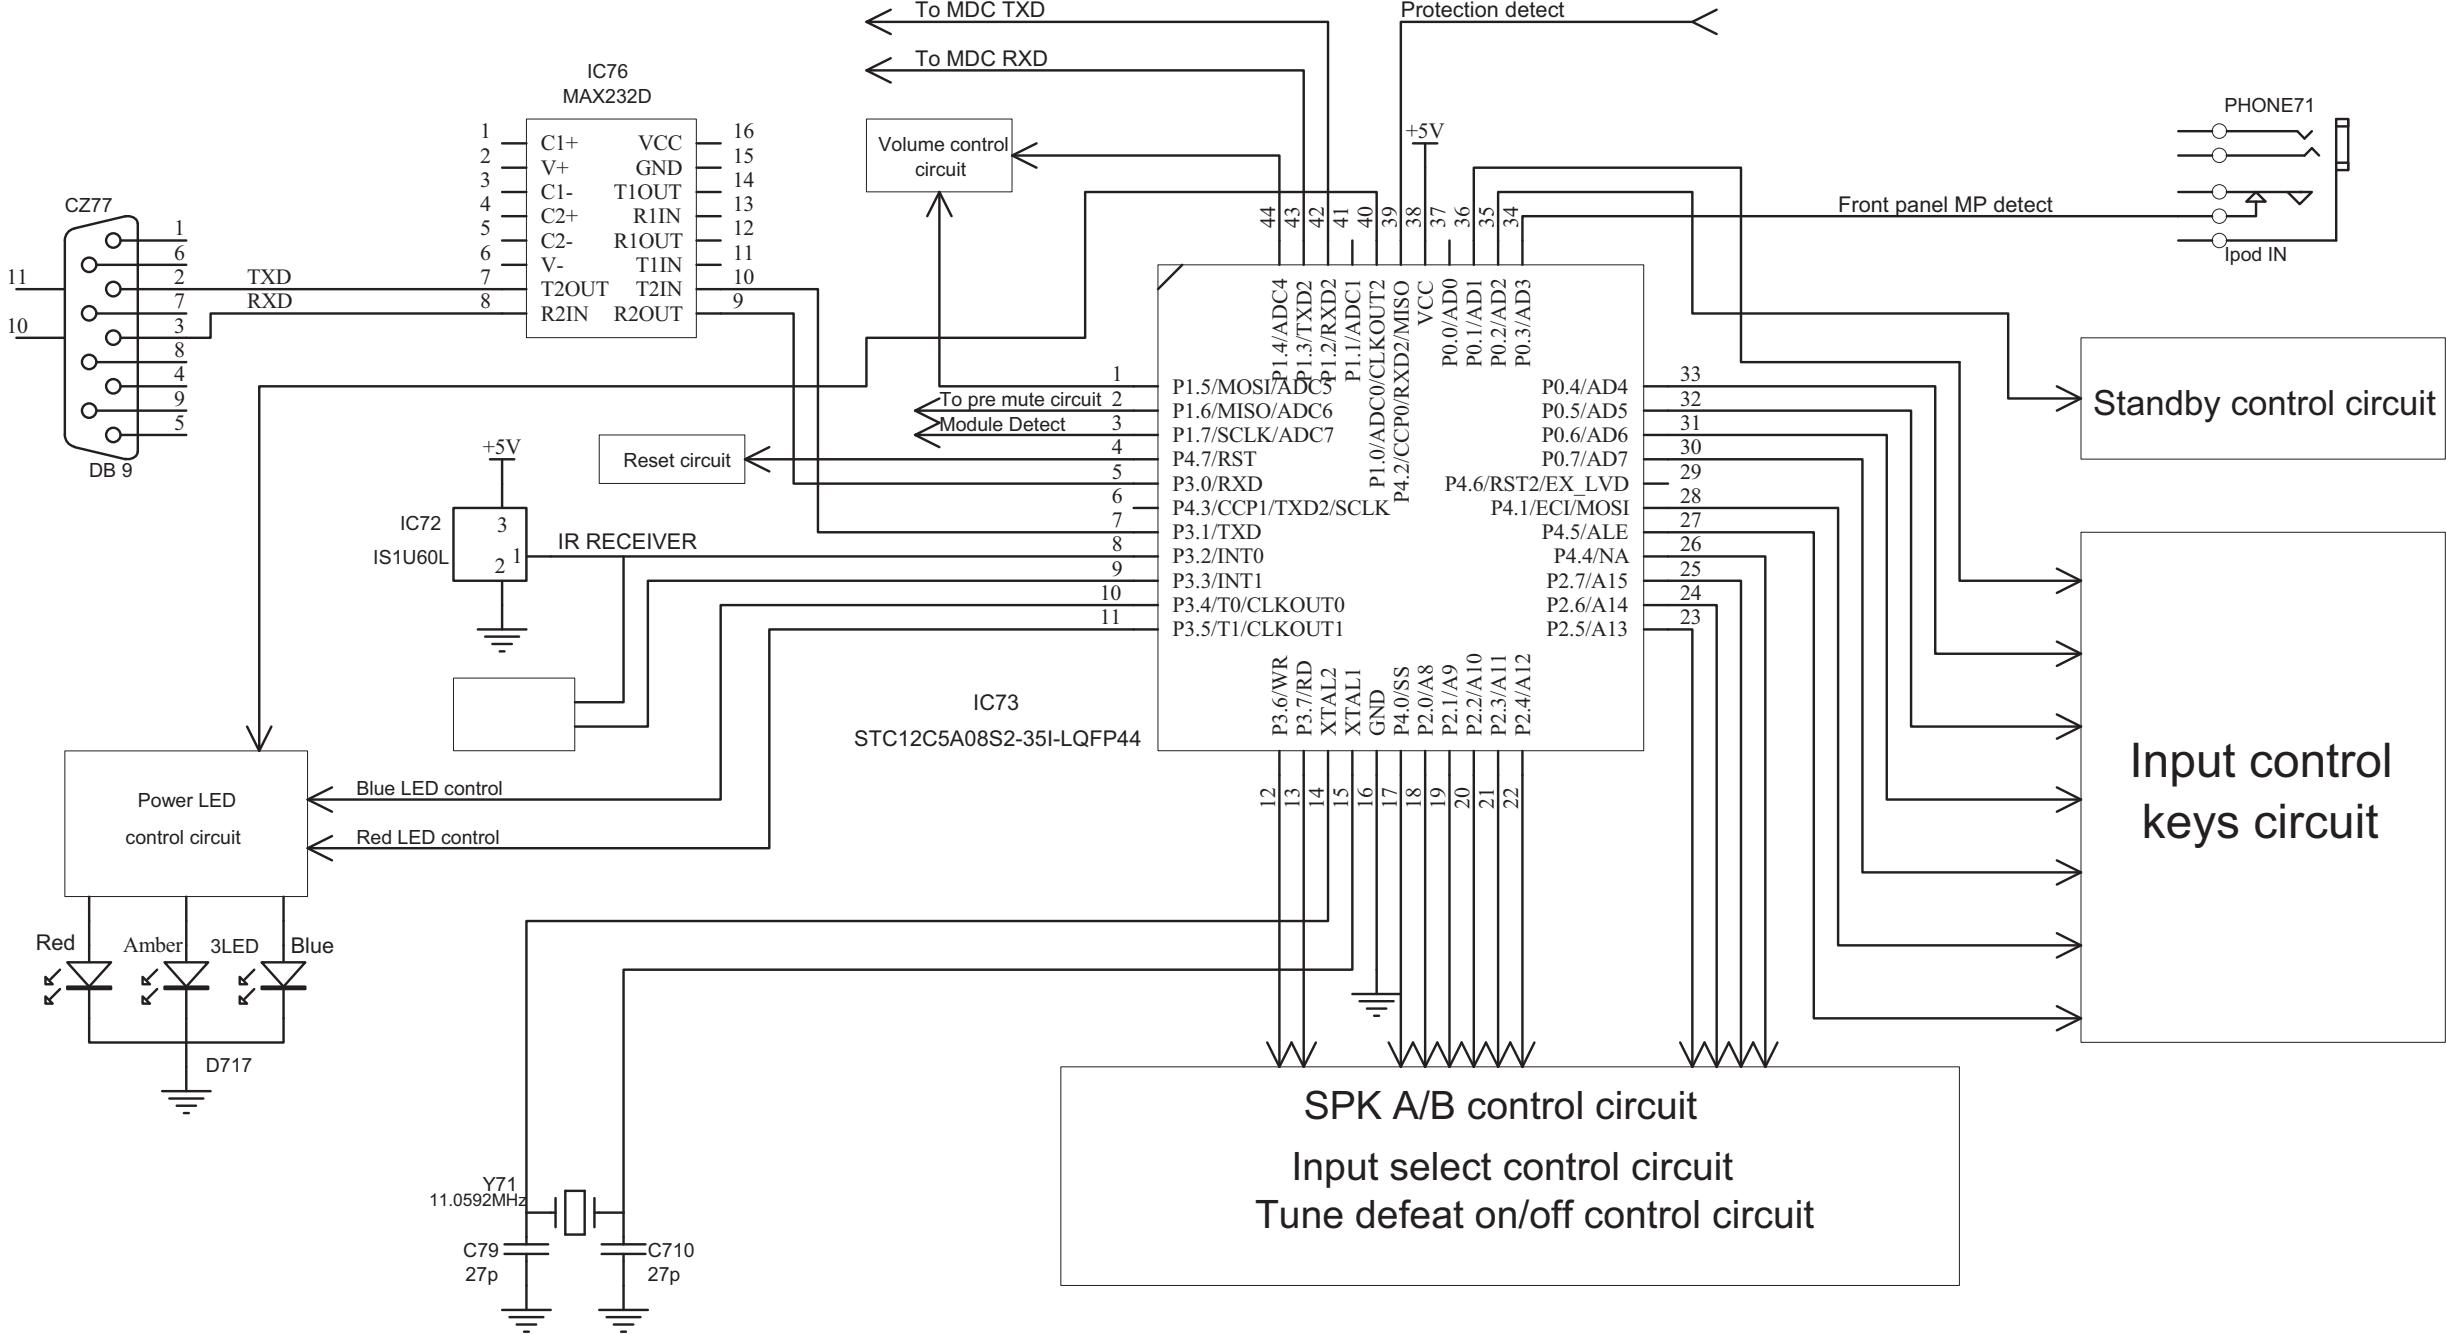 To MDC TXD
To MDC RXD
Protection detect
IC76
MAX232D
1
2
3
4
5
6
7
8
C1+
V+
C1-
C2+
C2-
V-
T2OUT
R2IN
VCC
GND
T1OUT
R1IN
R1OUT
T1IN
T2IN
R2OUT
16
15
14
13
12
11
10
9
Volume control
circuit
+5V
PHONE71
Front panel MP detect
Ipod IN
CZ77
1
6
2
7
3
8
4
9
5
11
10
DB 9
TXD
RXD
44
43
42
41
40
39
38
37
36
35
34
P1.4/ADC4
P1.3/TXD2
P1.2/RXD2
P1.1/ADC1
P1.0/ADC0/CLKOUT2
P4.2/CCP0/RXD2/MISO
VCC
P0.0/AD0
P0.1/AD1
P0.2/AD2
P0.3/AD3
1
2
3
4
5
6
7
8
9
10
11
P1.5/MOSI/ADC5
P1.6/MISO/ADC6
P1.7/SCLK/ADC7
P4.7/RST
P3.0/RXD
P4.3/CCP1/TXD2/SCLK
P3.1/TXD
P3.2/INT0
P3.3/INT1
P3.4/T0/CLKOUT0
P3.5/T1/CLKOUT1
P0.4/AD4
P0.5/AD5
P0.6/AD6
P0.7/AD7
P4.6/RST2/EX_LVD
P4.1/ECI/MOSI
P4.5/ALE
P4.4/NA
P2.7/A15
P2.6/A14
P2.5/A13
33
32
31
30
29
28
27
26
25
24
23
P3.6/WR
P3.7/RD
XTAL2
XTAL1
GND
P4.0/SS
P2.0/A8
P2.1/A9
P2.2/A10
P2.3/A11
P2.4/A12
12
13
14
15
16
17
18
19
20
21
22
To pre mute circuit
Module Detect
Reset circuit
+5V
IC72
IS1U60L
3
2
1
IR RECEIVER
IC73
STC12C5A08S2-35I-LQFP44
Standby control circuit
Input control
keys circuit
Power LED
control circuit
Blue LED control
Red LED control
Red
Amber
3LED
Blue
D717
Y71
11.0592MHz
C79
27p
C710
27p
SPK A/B control circuit
Input select control circuit
Tune defeat on/off control circuit